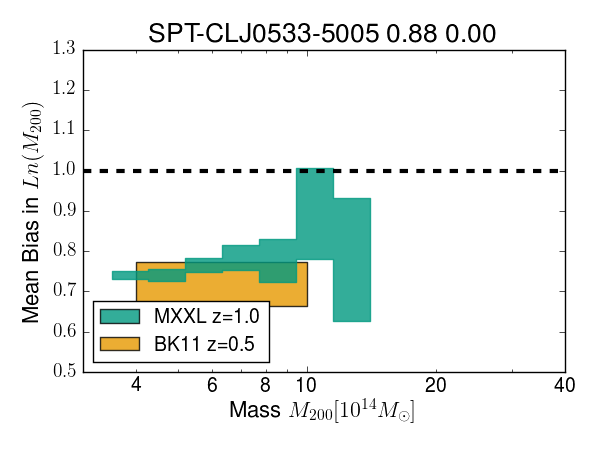 SPT-CLJ0533-5005 0.88 0.00
1.3
1.2
1.1
1.0
0.9
0.8
0.7
0.6
0.5
Mean Bias in Ln(M₂₀₀)
MXXL z=1.0
BK11 z=0.5
4 6 8 10 20 40
Mass M₂₀₀[10¹⁴M☉]